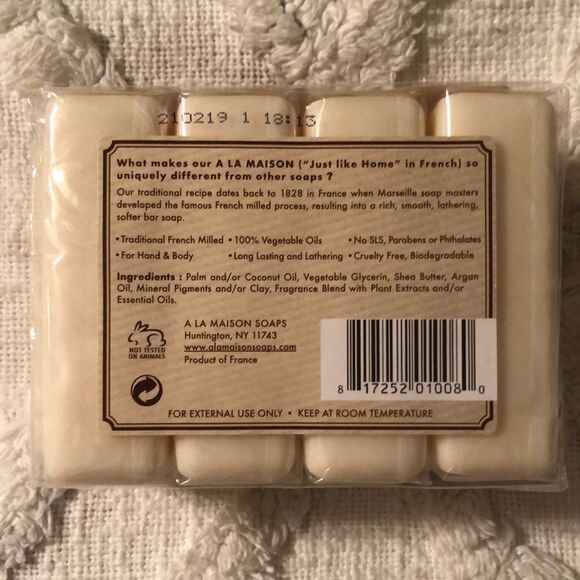 210219 1 18:13
What makes our A LA MAISON ("Just like Home" in French) so
uniquely different from other soaps ?
Our traditional recipe dates back to 1828 in France when Marseille soap masters
developed the famous French milled process, resulting into a rich, smooth, lathering,
softer bar soap.
•Traditional French Milled •100% Vegetable Oils •No SLS, Parabens or Phthalates
•For Hand & Body •Long Lasting and Lathering •Cruelty Free, Biodegradable
Ingredients : Palm and/or Coconut Oil, Vegetable Glycerin, Shea Butter, Argan
Oil, Mineral Pigments and/or Clay, Fragrance Blend with Plant Extracts and/or
Essential Oils.
NOT TESTED
ON ANIMALS
A LA MAISON SOAPS
Huntington, NY 11743
www.alamaisonsoaps.com
Product of France
8 17252 01008 0
FOR EXTERNAL USE ONLY • KEEP AT ROOM TEMPERATURE